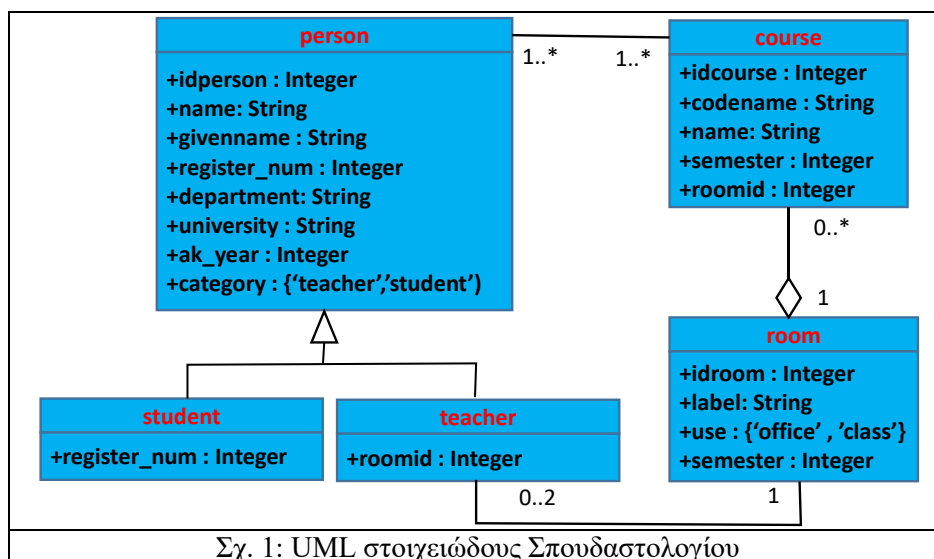 person
+idperson : Integer
+name: String
+givenname : String
+register_num : Integer
+department: String
+university : String
+ak_year : Integer
+category : {‘teacher’,’student’)
1..*
1..*
course
+idcourse : Integer
+codename : String
+name: String
+semester : Integer
+roomid : Integer
0..*
1
room
+idroom : Integer
+label: String
+use : {‘office’ , ’class’}
+semester : Integer
student
+register_num : Integer
teacher
+roomid : Integer
0..2
1
Σχ. 1: UML στοιχειώδους Σπουδαστολογίου